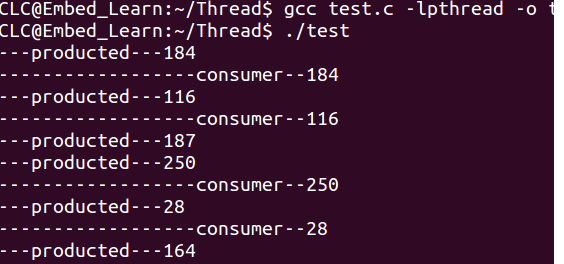 CLC@Embed_Learn:~/Thread$ gcc test.c -lpthread -o t
CLC@Embed_Learn:~/Thread$ ./test
---producted---184
------------------consumer--184
---producted---116
------------------consumer--116
---producted---187
---producted---250
------------------consumer--250
---producted---28
------------------consumer--28
---producted---164